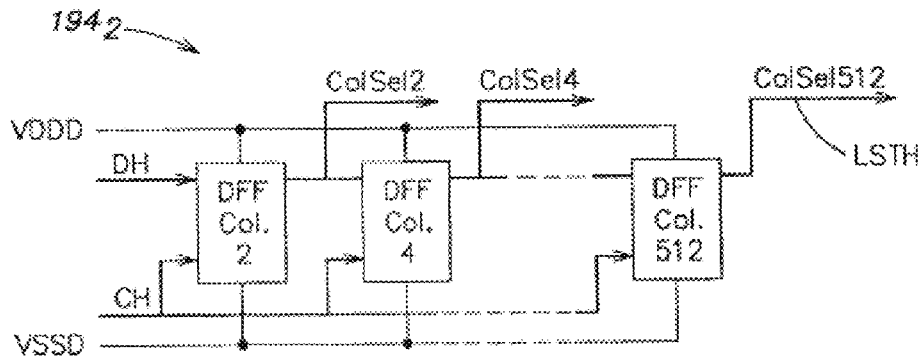 194₂
ColSel2
ColSel4
ColSel512
VDDD
DH
LSTH
DFF
Col.
2
DFF
Col.
4
DFF
Col.
512
CH
VSSD